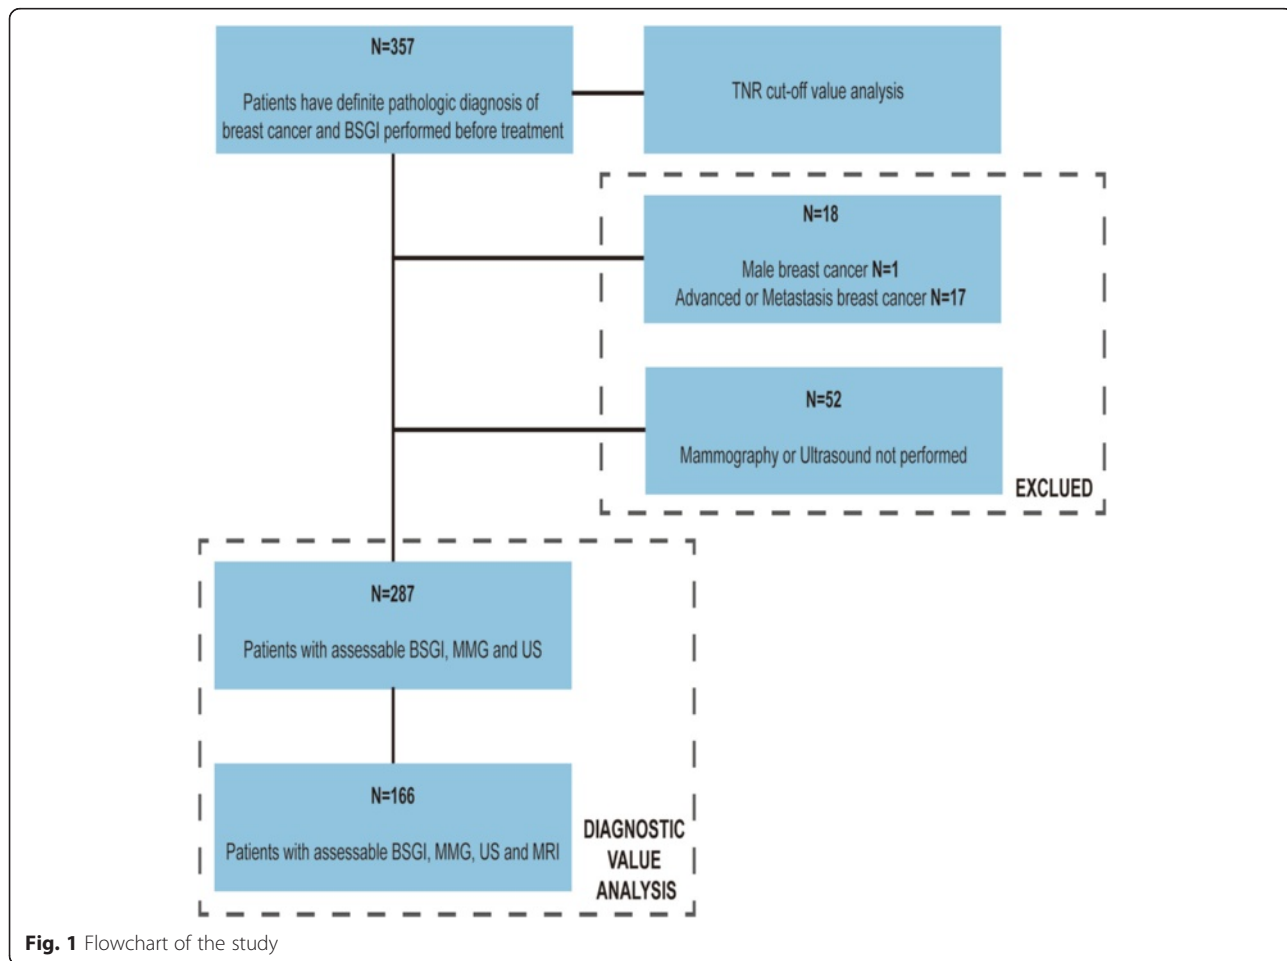 N=357
Patients have definite pathologic diagnosis of
breast cancer and BSGI performed before treatment
TNR cut-off value analysis
N=18
Male breast cancer N=1
Advanced or Metastasis breast cancer N=17
N=52
Mammography or Ultrasound not performed
EXCLUED
N=287
Patients with assessable BSGI, MMG and US
N=166
Patients with assessable BSGI, MMG, US and MRI
DIAGNOSTIC
VALUE
ANALYSIS
Fig. 1 Flowchart of the study